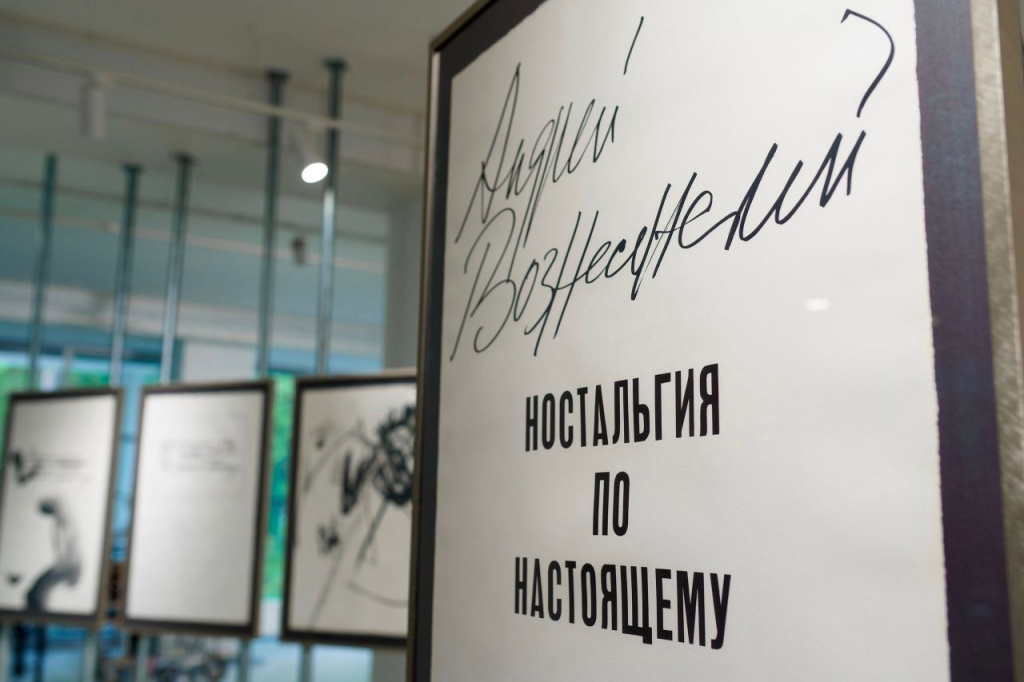 Андрей
Вознесенский
НОСТАЛЬГИЯ
ПО
НАСТОЯЩЕМУ